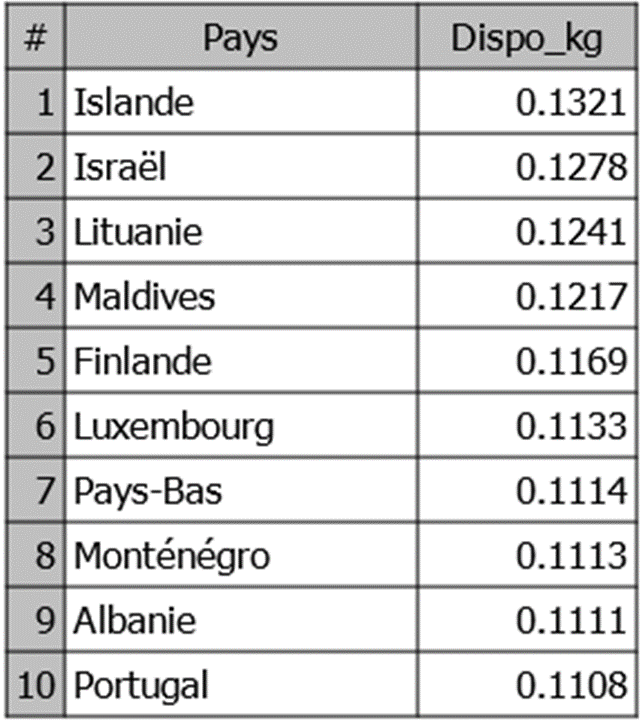 # Pays Dispo_kg
1 Islande 0.1321
2 Israël 0.1278
3 Lituanie 0.1241
4 Maldives 0.1217
5 Finlande 0.1169
6 Luxembourg 0.1133
7 Pays-Bas 0.1114
8 Monténégro 0.1113
9 Albanie 0.1111
10 Portugal 0.1108